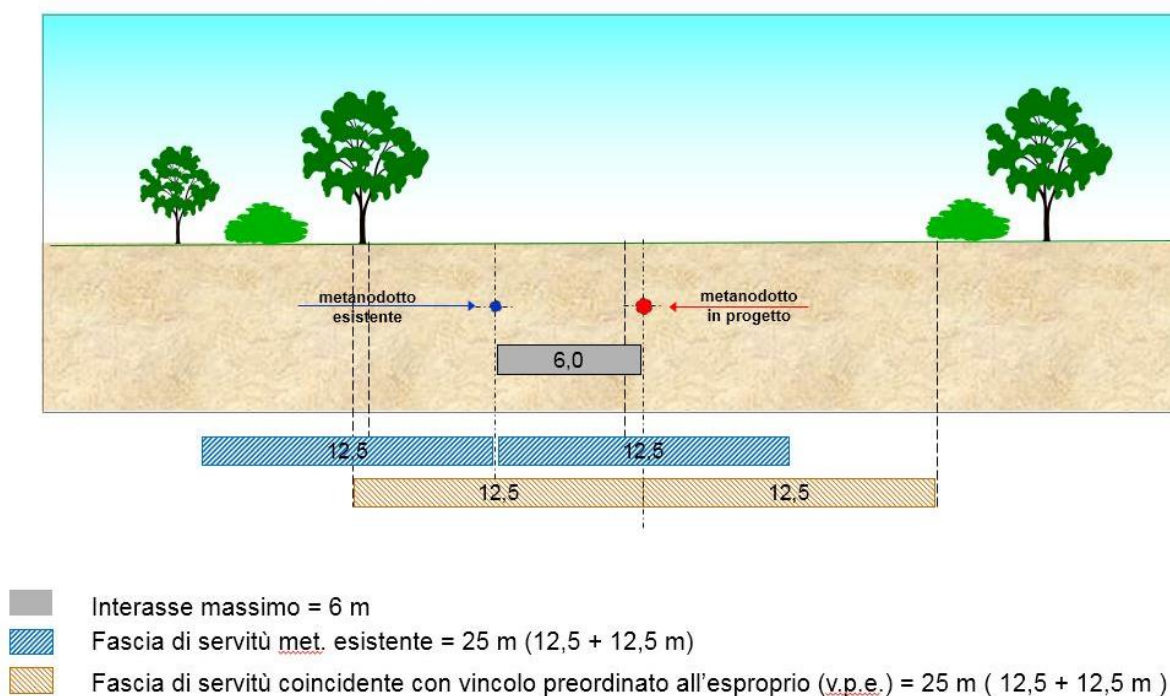 metanodotto
esistente
metanodotto
in progetto
6,0
12,5
12,5
12,5
12,5
Interasse massimo = 6 m
Fascia di servitù met. esistente = 25 m (12,5 + 12,5 m)
Fascia di servitù coincidente con vincolo preordinato all'esproprio (v.p.e.) = 25 m ( 12,5 + 12,5 m )